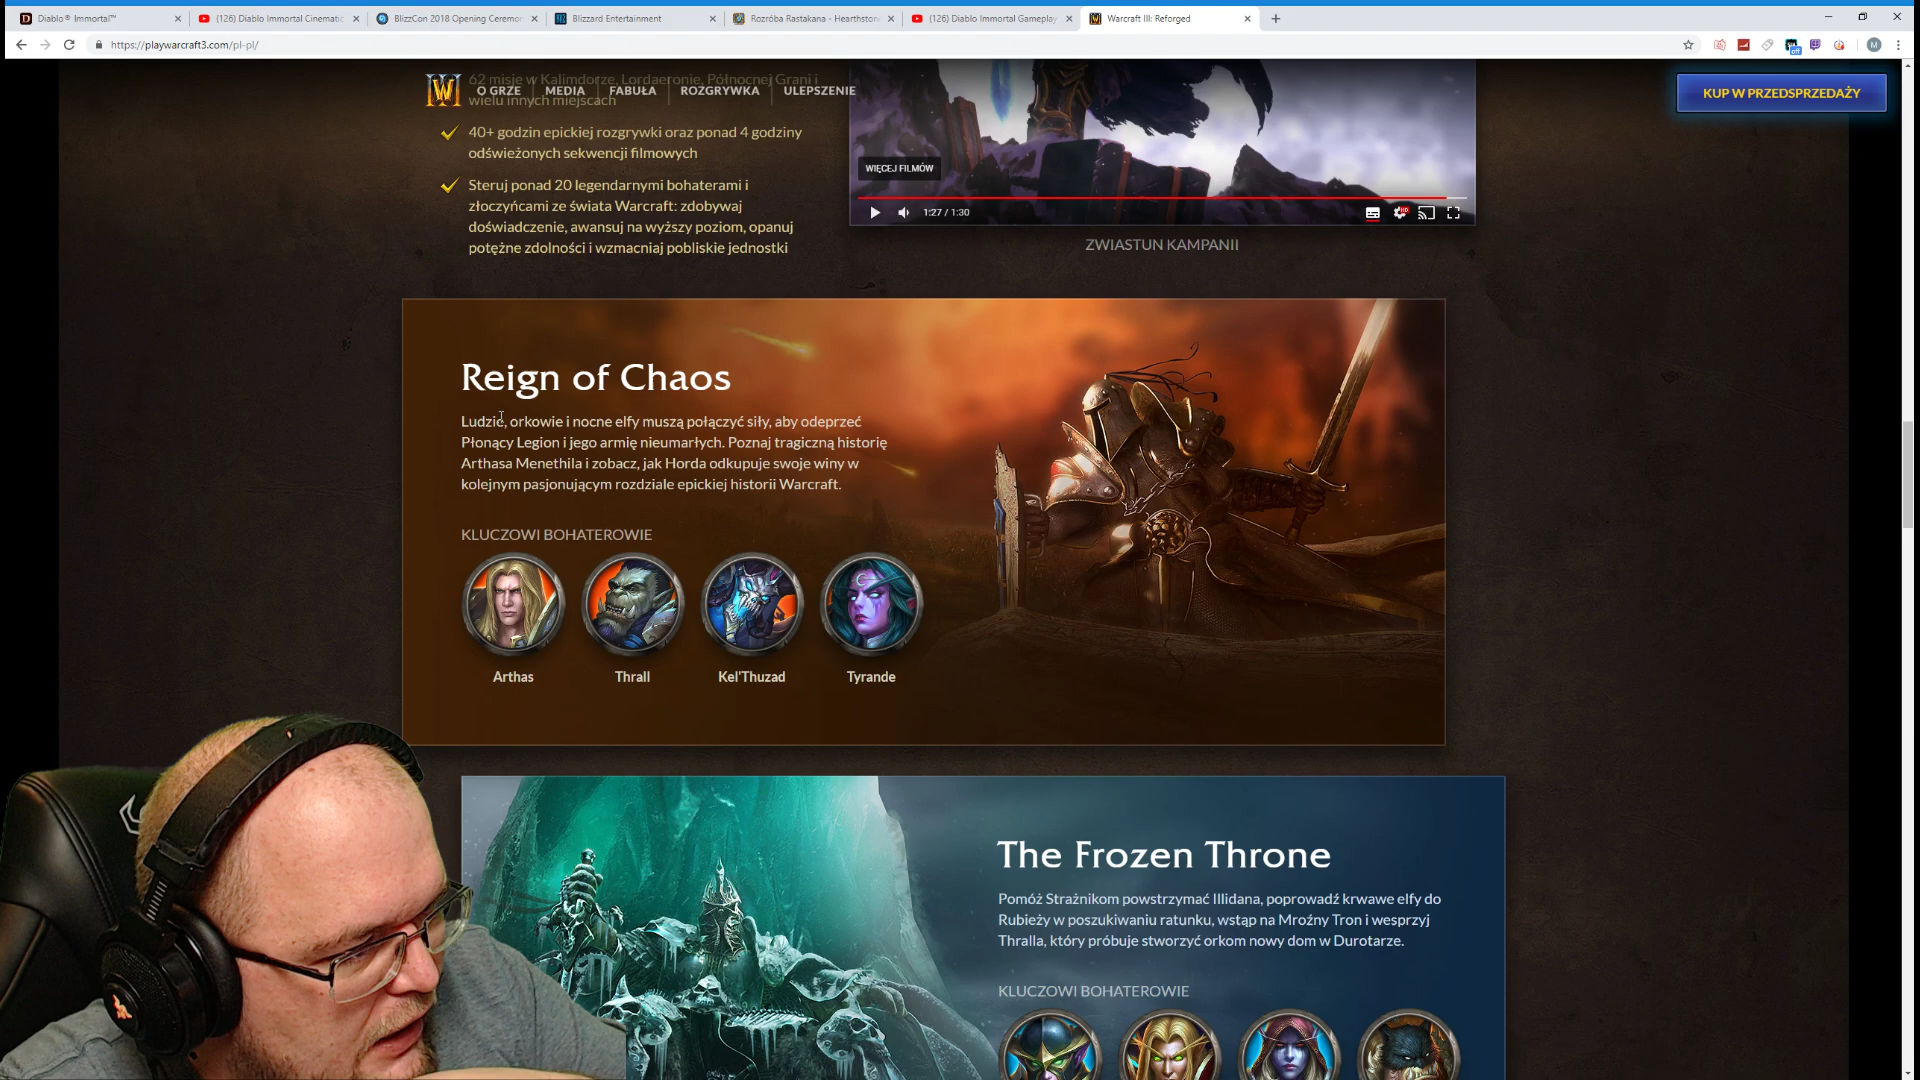 Diablo® Immortal™
(126) Diablo Immortal Cinematic
BlizzCon 2018 Opening Ceremon
Blizzard Entertainment
Rozróba Rastakana - Hearthston
(126) Diablo Immortal Gameplay
Warcraft III: Reforged
https://playwarcraft3.com/pl-pl/
off
M
62 misje w Kalimdorze, Lordaeronie, Północnej Grani i
wielu innych miejscach
O GRZE
MEDIA
FABUŁA
ROZGRYWKA
ULEPSZENIE
KUP W PRZEDSPRZEDAŻY
40+ godzin epickiej rozgrywki oraz ponad 4 godziny
odświeżonych sekwencji filmowych
Steruj ponad 20 legendarnymi bohaterami i
złoczyńcami ze świata Warcraft: zdobywaj
doświadczenie, awansuj na wyższy poziom, opanuj
potężne zdolności i wzmacniaj pobliskie jednostki
WIĘCEJ FILMÓW
1:27 / 1:30
HD
ZWIASTUN KAMPANII
Reign of Chaos
Ludzie, orkowie i nocne elfy muszą połączyć siły, aby odeprzeć
Płonący Legion i jego armię nieumarłych. Poznaj tragiczną historię
Arthasa Menethila i zobacz, jak Horda odkupuje swoje winy w
kolejnym pasjonującym rozdziale epickiej historii Warcraft.
KLUCZOWI BOHATEROWIE
Arthas
Thrall
Kel'Thuzad
Tyrande
The Frozen Throne
Pomóż Strażnikom powstrzymać Illidana, poprowadź krwawe elfy do
Rubieży w poszukiwaniu ratunku, wstąp na Mroźny Tron i wesprzyj
Thralla, który próbuje stworzyć orkom nowy dom w Durotarze.
KLUCZOWI BOHATEROWIE